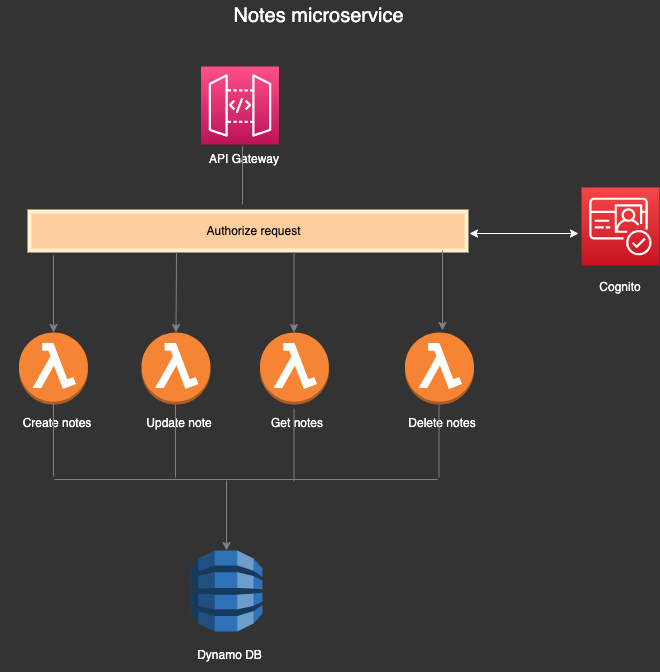 Notes microservice
</>
API Gateway
Authorize request
Cognito
Create notes
Update note
Get notes
Delete notes
Dynamo DB